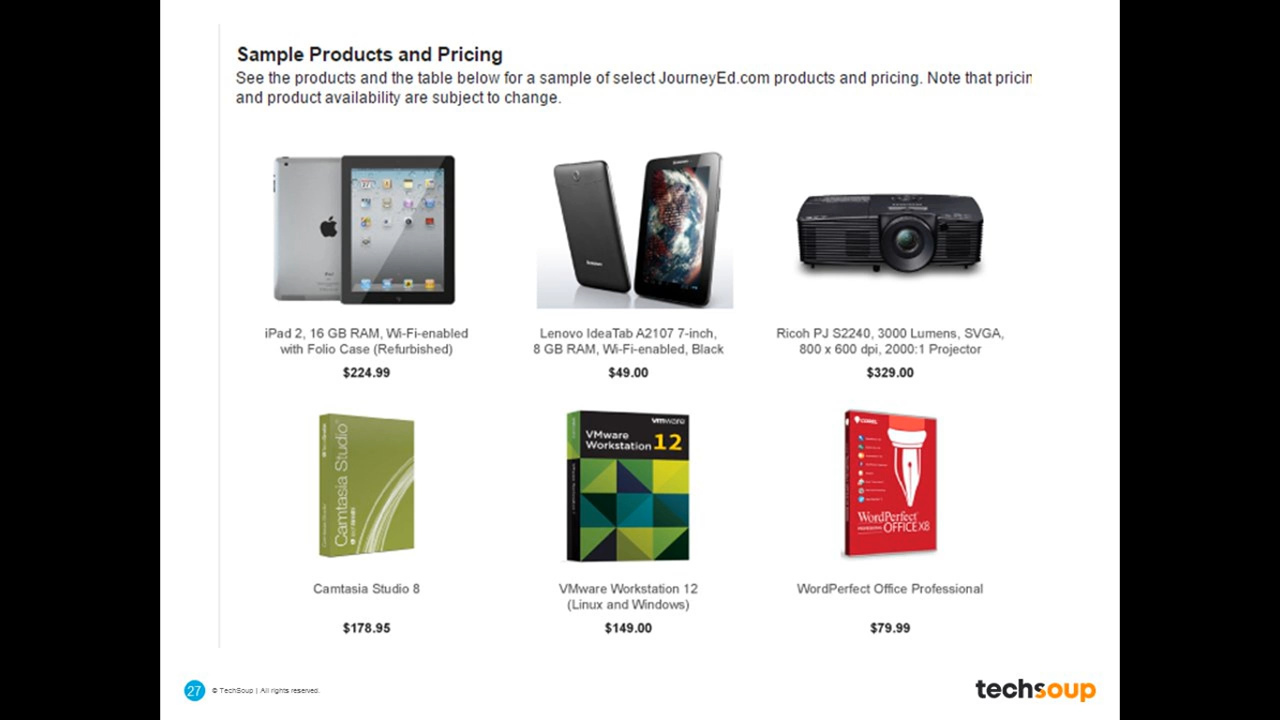 Sample Products and Pricing
See the products and the table below for a sample of select JourneyEd.com products and pricing. Note that pricin
and product availability are subject to change.
iPad 2, 16 GB RAM, Wi-Fi-enabled
with Folio Case (Refurbished)
$224.99
Lenovo IdeaTab A2107 7-inch,
8 GB RAM, Wi-Fi-enabled, Black
$49.00
Ricoh PJ S2240, 3000 Lumens, SVGA,
800 x 600 dpi, 2000:1 Projector
$329.00
Camtasia Studio
Camtasia Studio 8
$178.95
vmware
VMware
Workstation 12
VMware Workstation 12
(Linux and Windows)
$149.00
COREL
WordPerfect
PROFESSIONAL OFFICE X8
WordPerfect Office Professional
$79.99
27
© TechSoup | All rights reserved.
techsoup